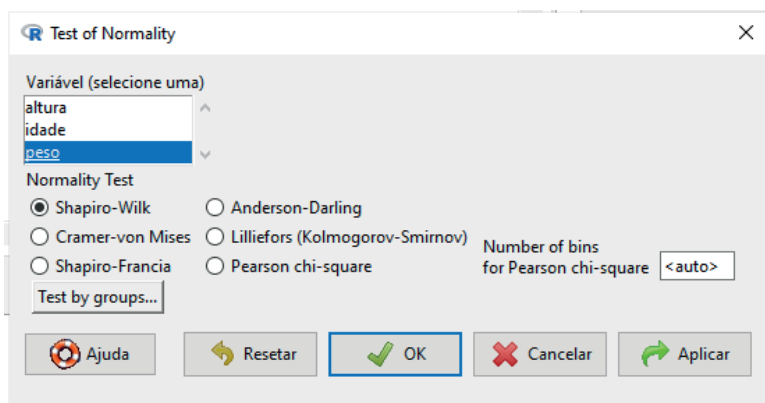 Test of Normality
Variável (selecione uma)
altura
idade
peso
Normality Test
Shapiro-Wilk Anderson-Darling
Cramer-von Mises Lilliefors (Kolmogorov-Smirnov)
Shapiro-Francia Pearson chi-square
Number of bins
for Pearson chi-square <auto>
Test by groups...
Ajuda Resetar OK Cancelar Aplicar